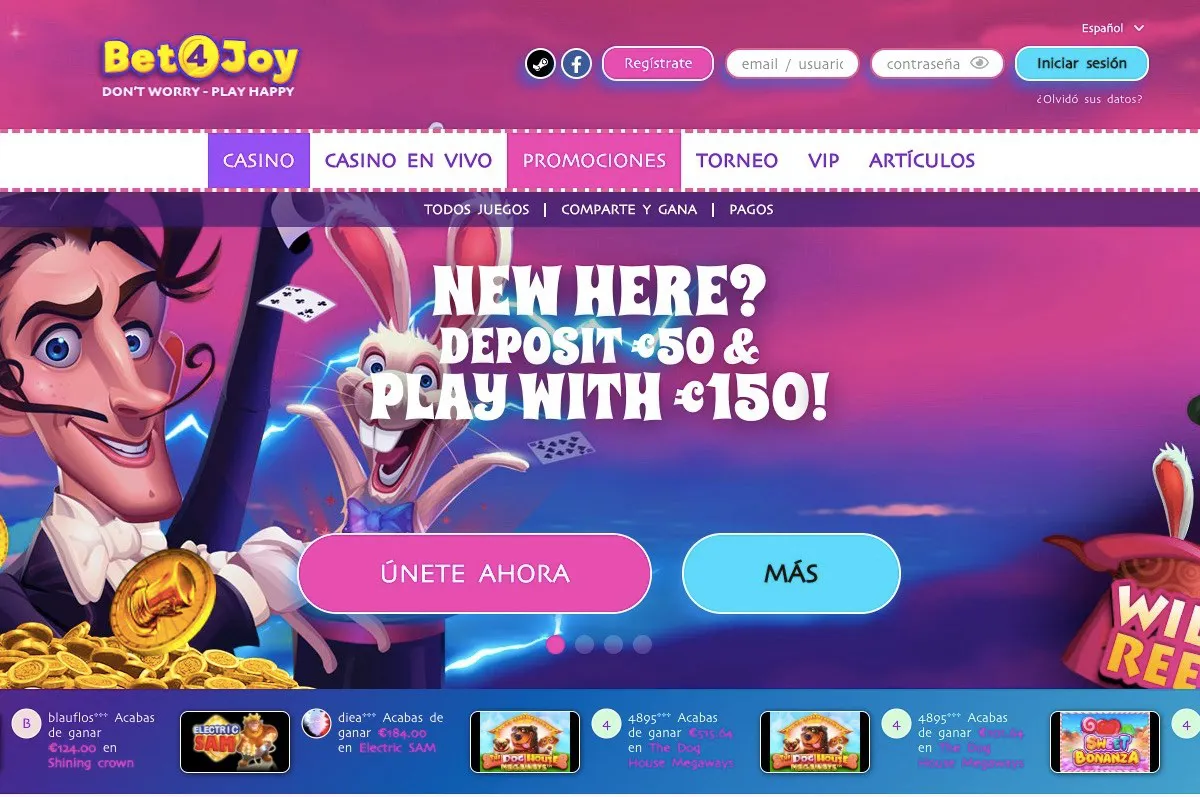 Español
Bet4Joy
DON'T WORRY - PLAY HAPPY
Regístrate
email / usuario
contraseña
Iniciar sesión
¿Olvidó sus datos?
CASINO
CASINO EN VIVO
PROMOCIONES
TORNEO
VIP
ARTÍCULOS
TODOS JUEGOS | COMPARTE Y GANA | PAGOS
NEW HERE?
DEPOSIT €50 &
PLAY WITH €150!
ÚNETE AHORA
MÁS
WIL
REE
B
blauflos*** Acabas
de ganar
€124.00 en
Shining crown
ELECTRIC
SAM
diea*** Acabas de
ganar €184.00
en Electric SAM
THE
DOG HOUSE
MEGAWAYS
4
4895*** Acabas
de ganar €515.64
en The Dog
House Megaways
THE
DOG HOUSE
MEGAWAYS
4
4895*** Acabas
de ganar
en The Dog
House Megaways
SWEET
BONANZA
4